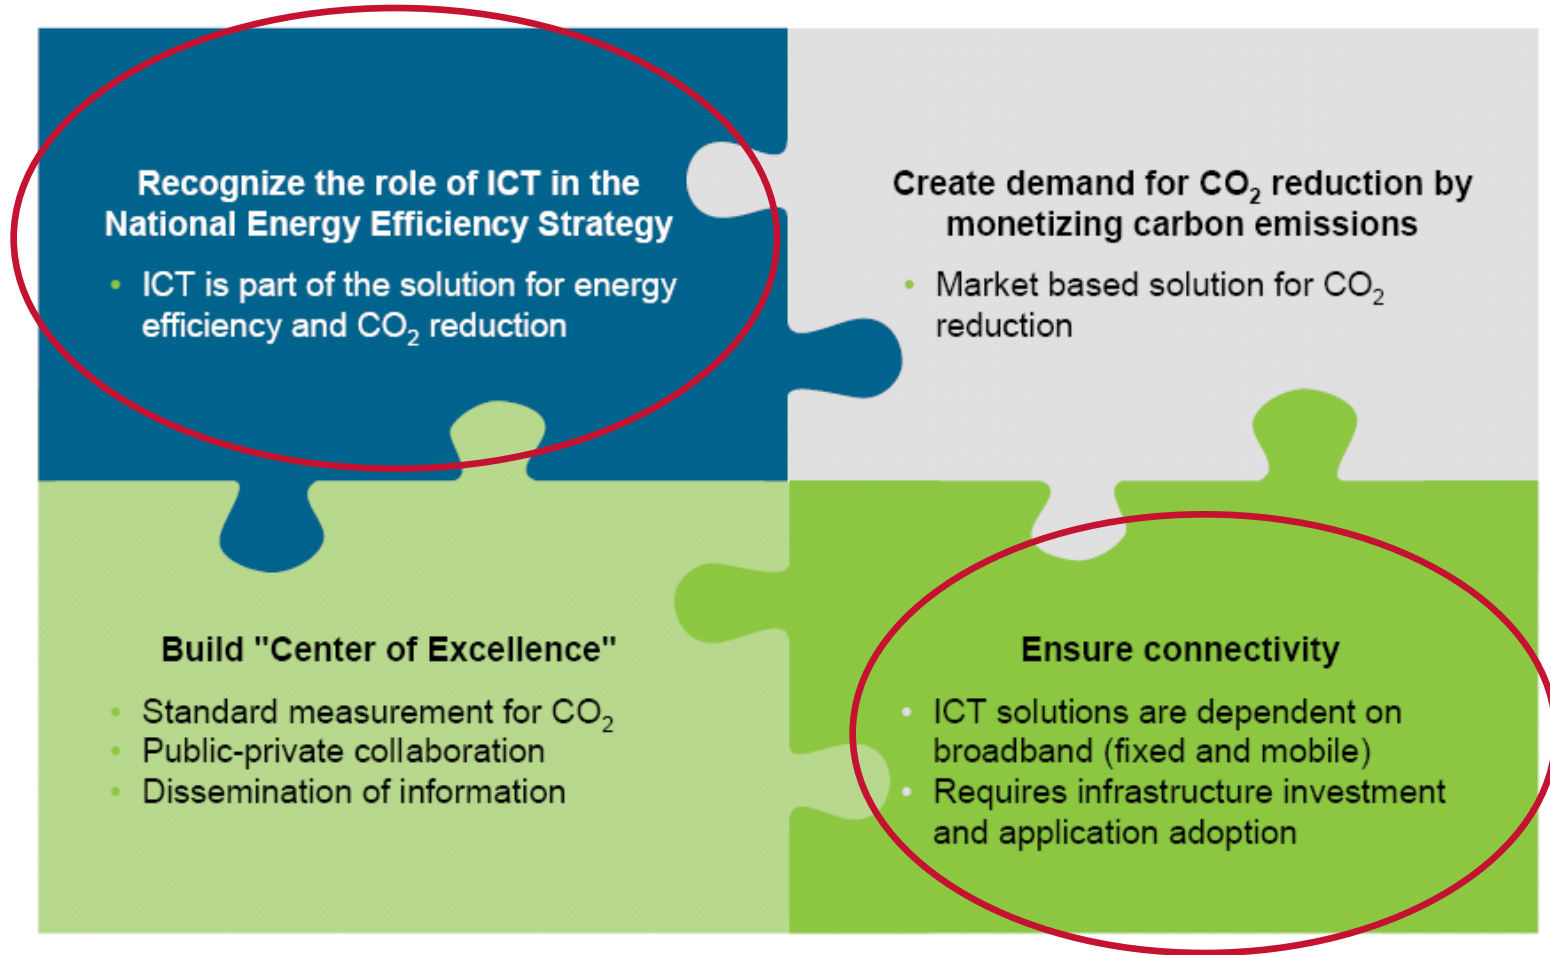 Recognize the role of ICT in the
National Energy Efficiency Strategy
• ICT is part of the solution for energy
efficiency and CO₂ reduction
Create demand for CO₂ reduction by
monetizing carbon emissions
• Market based solution for CO₂
reduction
Build "Center of Excellence"
• Standard measurement for CO₂
• Public-private collaboration
• Dissemination of information
Ensure connectivity
• ICT solutions are dependent on
broadband (fixed and mobile)
• Requires infrastructure investment
and application adoption